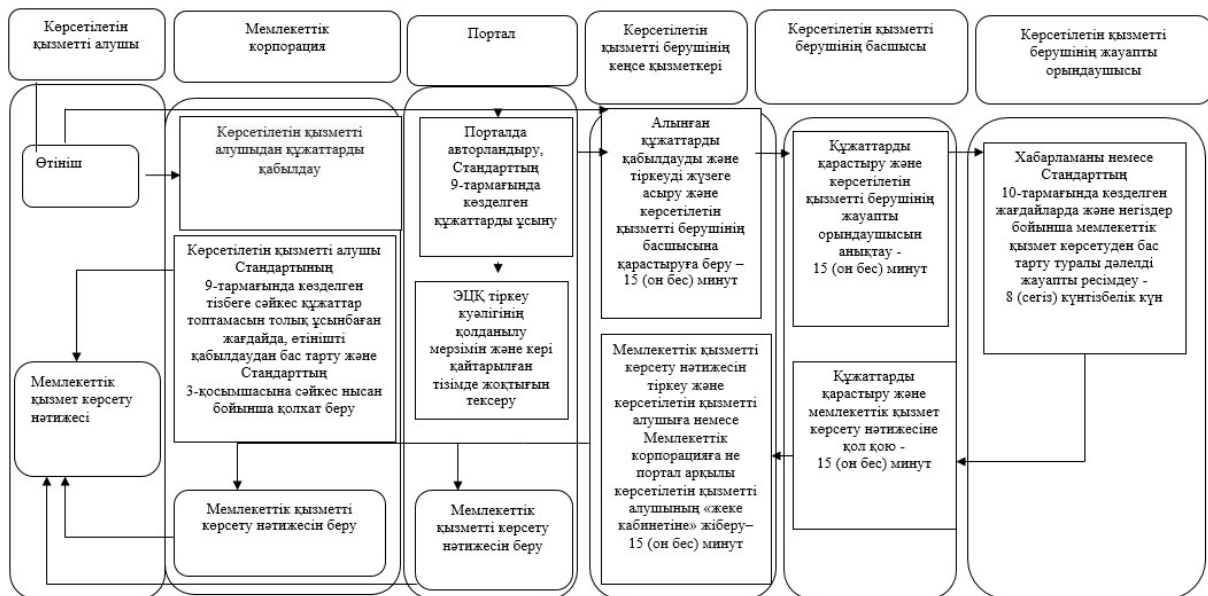 Көрсетілетін
қызметті алушы
Мемлекеттік
корпорация
Портал
Көрсетілетін
қызметті берушінің
кеңсе қызметкері
Көрсетілетін қызметті
берушінің басшысы
Көрсетілетін қызметті
берушінің жауапты
орындаушысы
Өтініш
Көрсетілетін қызметті
алушыдан құжаттарды
қабылдау
Порталда
авторландыру,
Стандарттың
9-тармағында
көзделген
құжаттарды ұсыну
Алынған
құжаттарды
қабылдауды және
тіркеуді жүзеге
асыру және
көрсетілетін
қызметті берушінің
басшысына
қарастыруға беру –
15 (он бес) минут
Құжаттарды
қарастыру және
көрсетілетін
қызметті берушінің
жауапты
орындаушысын
анықтау -
15 (он бес) минут
Хабарламаны немесе
Стандарттың
10-тармағында көзделген
жағдайларда және негіздер
бойынша мемлекеттік
қызмет көрсетуден бас
тарту туралы дәлелді
жауапты ресімдеу -
8 (сегіз) күнтізбелік күн
Көрсетілетін қызметті алушы
Стандартының
9-тармағында көзделген
тізбеге сәйкес құжаттар
топтамасын толық ұсынбаған
жағдайда, өтінішті
қабылдаудан бас тарту және
Стандарттың
3-қосымшасына сәйкес нысан
бойынша қолхат беру
ЭЦҚ тіркеу
куәлігінің
қолданылу
мерзімін және кері
қайтарылған
тізімде жоқтығын
тексеру
Мемлекеттік қызметті
көрсету нәтижесін
тіркеу және
көрсетілетін қызметті
алушыға немесе
Мемлекеттік
корпорацияға не
портал арқылы
көрсетілетін қызметті
алушының «жеке
кабинетіне» жіберу–
15 (он бес) минут
Құжаттарды
қарастыру және
мемлекеттік қызмет
көрсету нәтижесіне
қол қою -
15 (он бес) минут
Мемлекеттік
қызмет көрсету
нәтижесі
Мемлекеттік қызметті
көрсету нәтижесін беру
Мемлекеттік
қызметті көрсету
нәтижесін беру